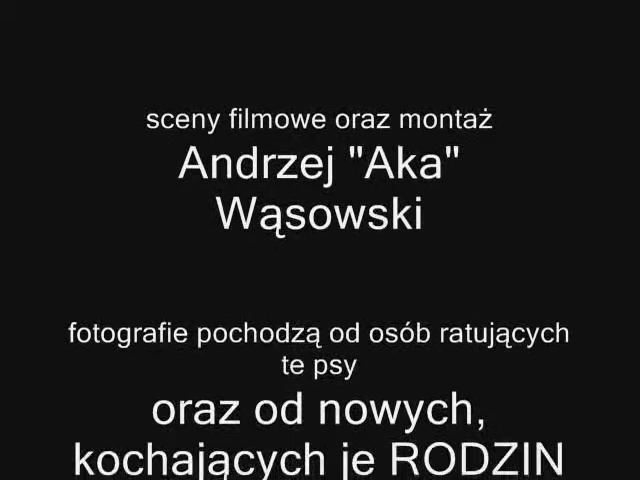 sceny filmowe oraz montaż
Andrzej "Aka"
Wąsowski
fotografie pochodzą od osób ratujących
te psy
oraz od nowych,
kochających je RODZIN